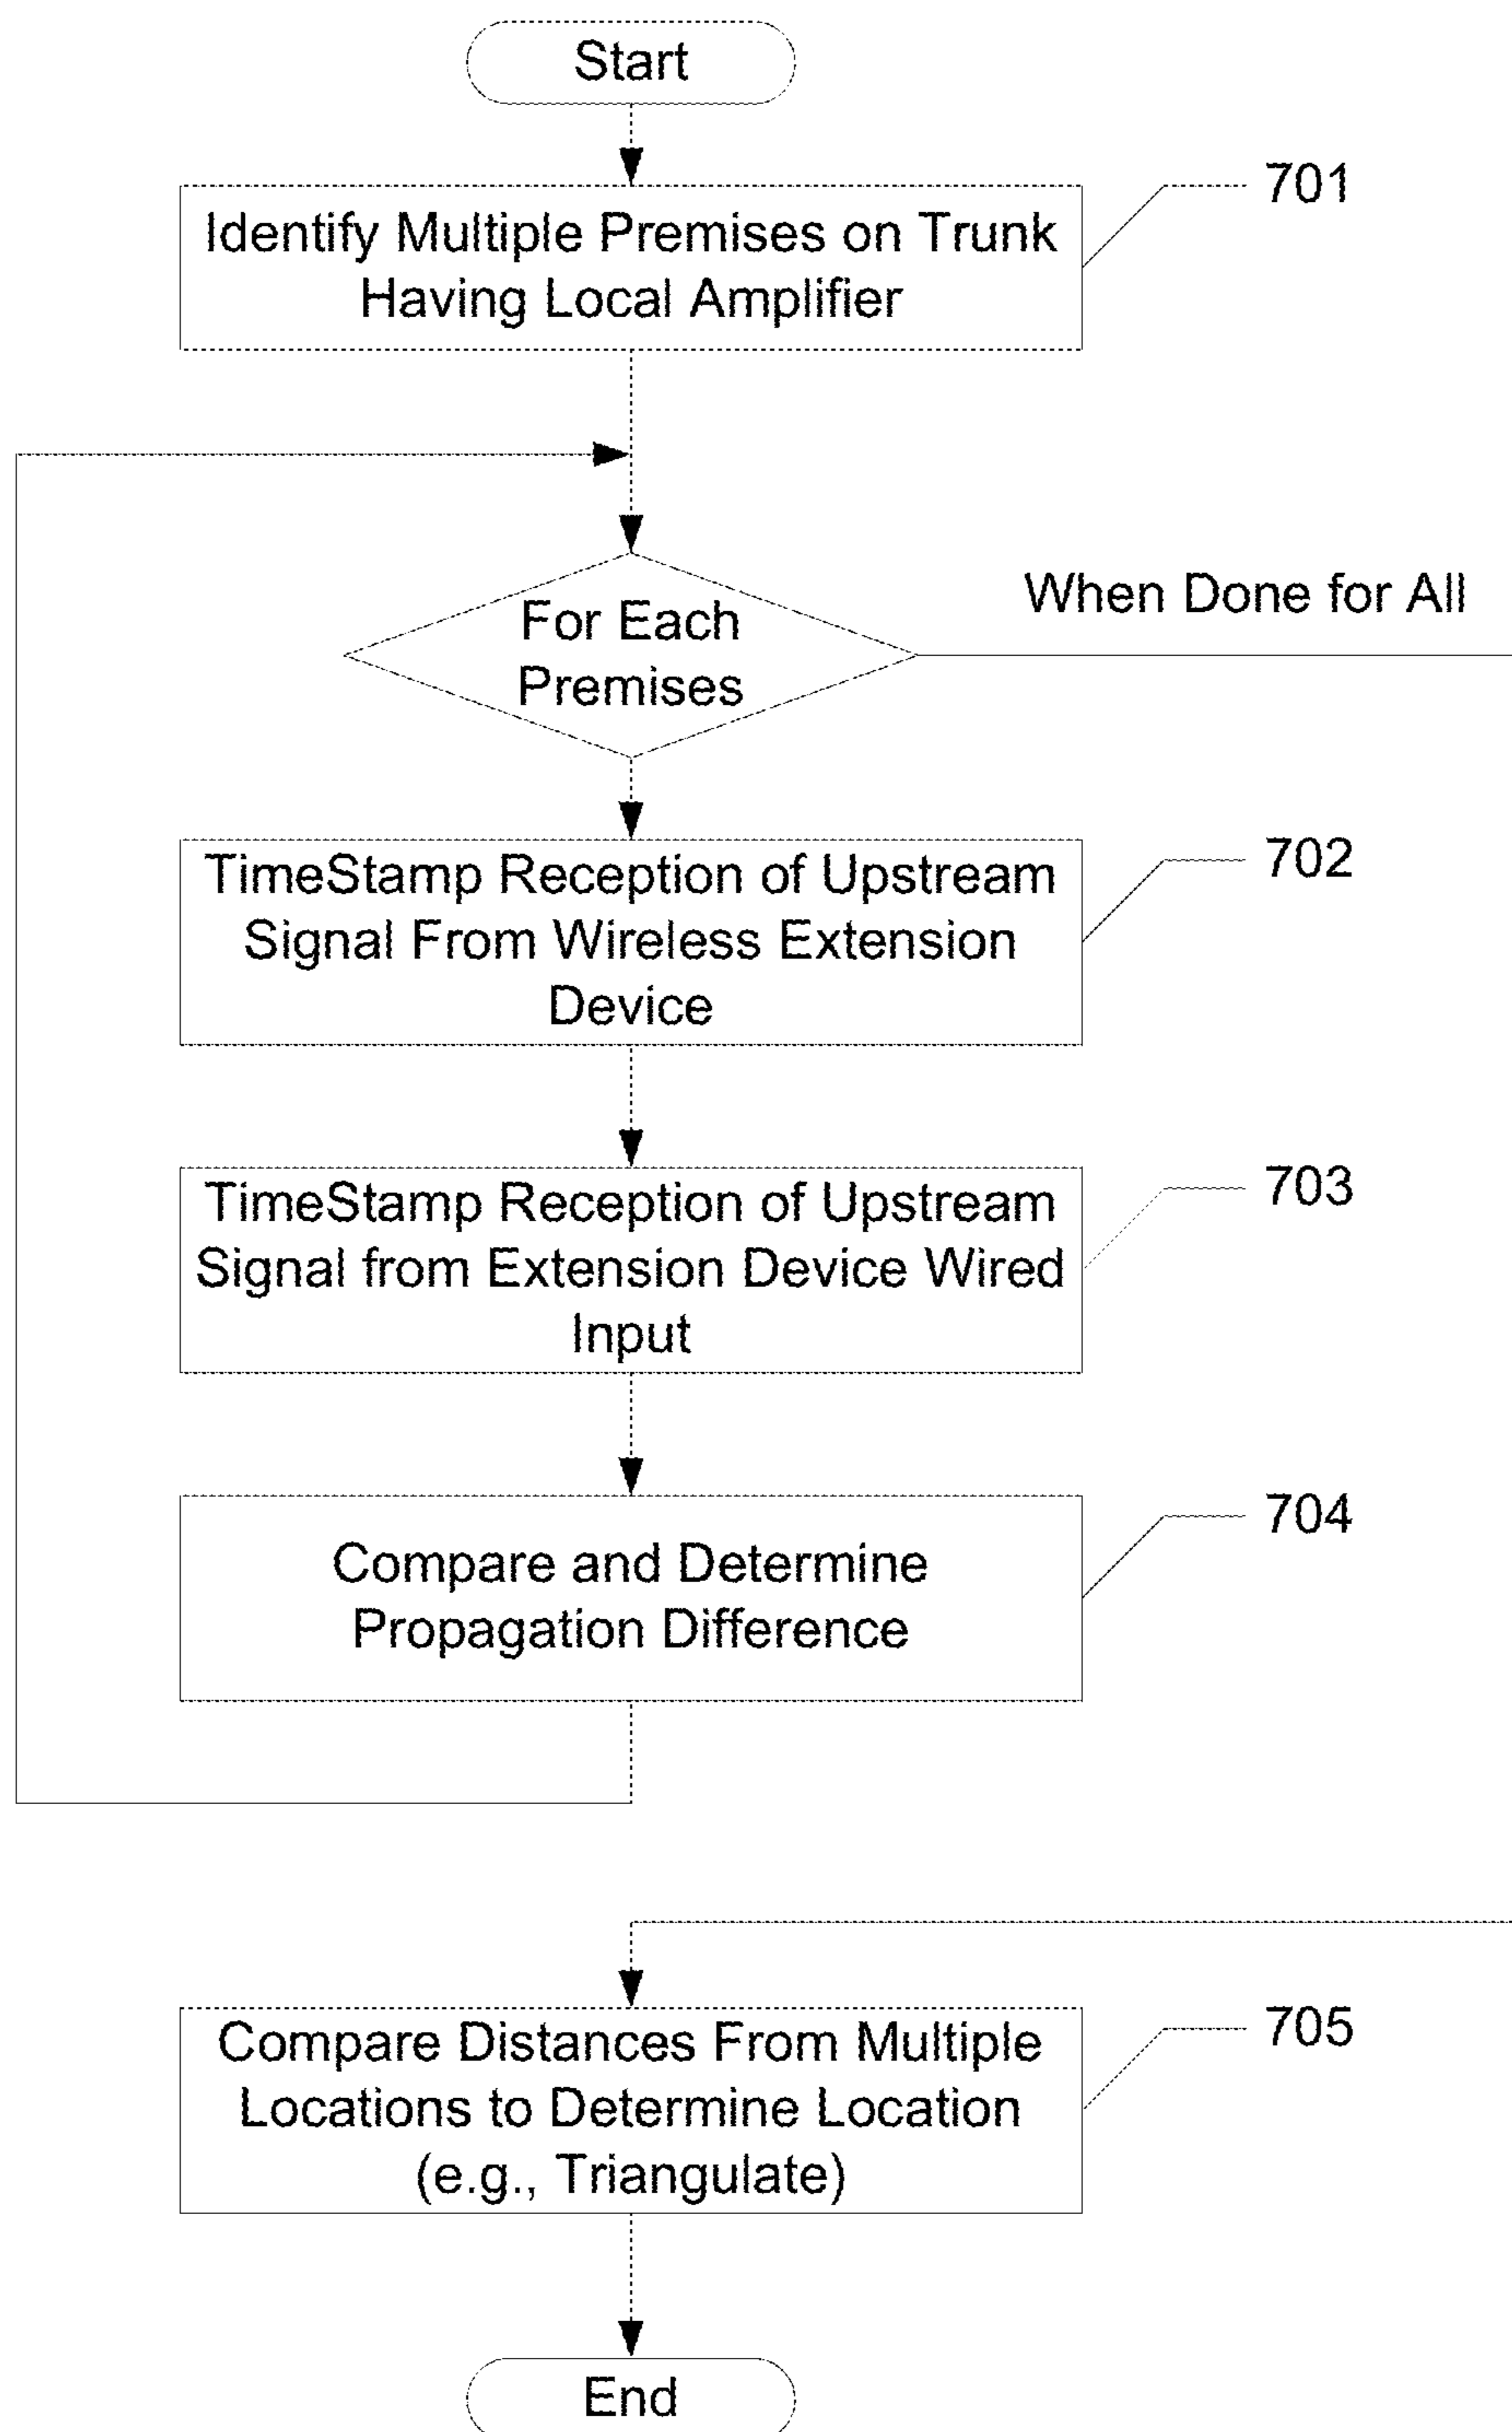 Start
Identify Multiple Premises on Trunk
Having Local Amplifier
701
For Each
Premises
When Done for All
TimeStamp Reception of Upstream
Signal From Wireless Extension
Device
702
TimeStamp Reception of Upstream
Signal from Extension Device Wired
Input
703
Compare and Determine
Propagation Difference
704
Compare Distances From Multiple
Locations to Determine Location
(e.g., Triangulate)
705
End